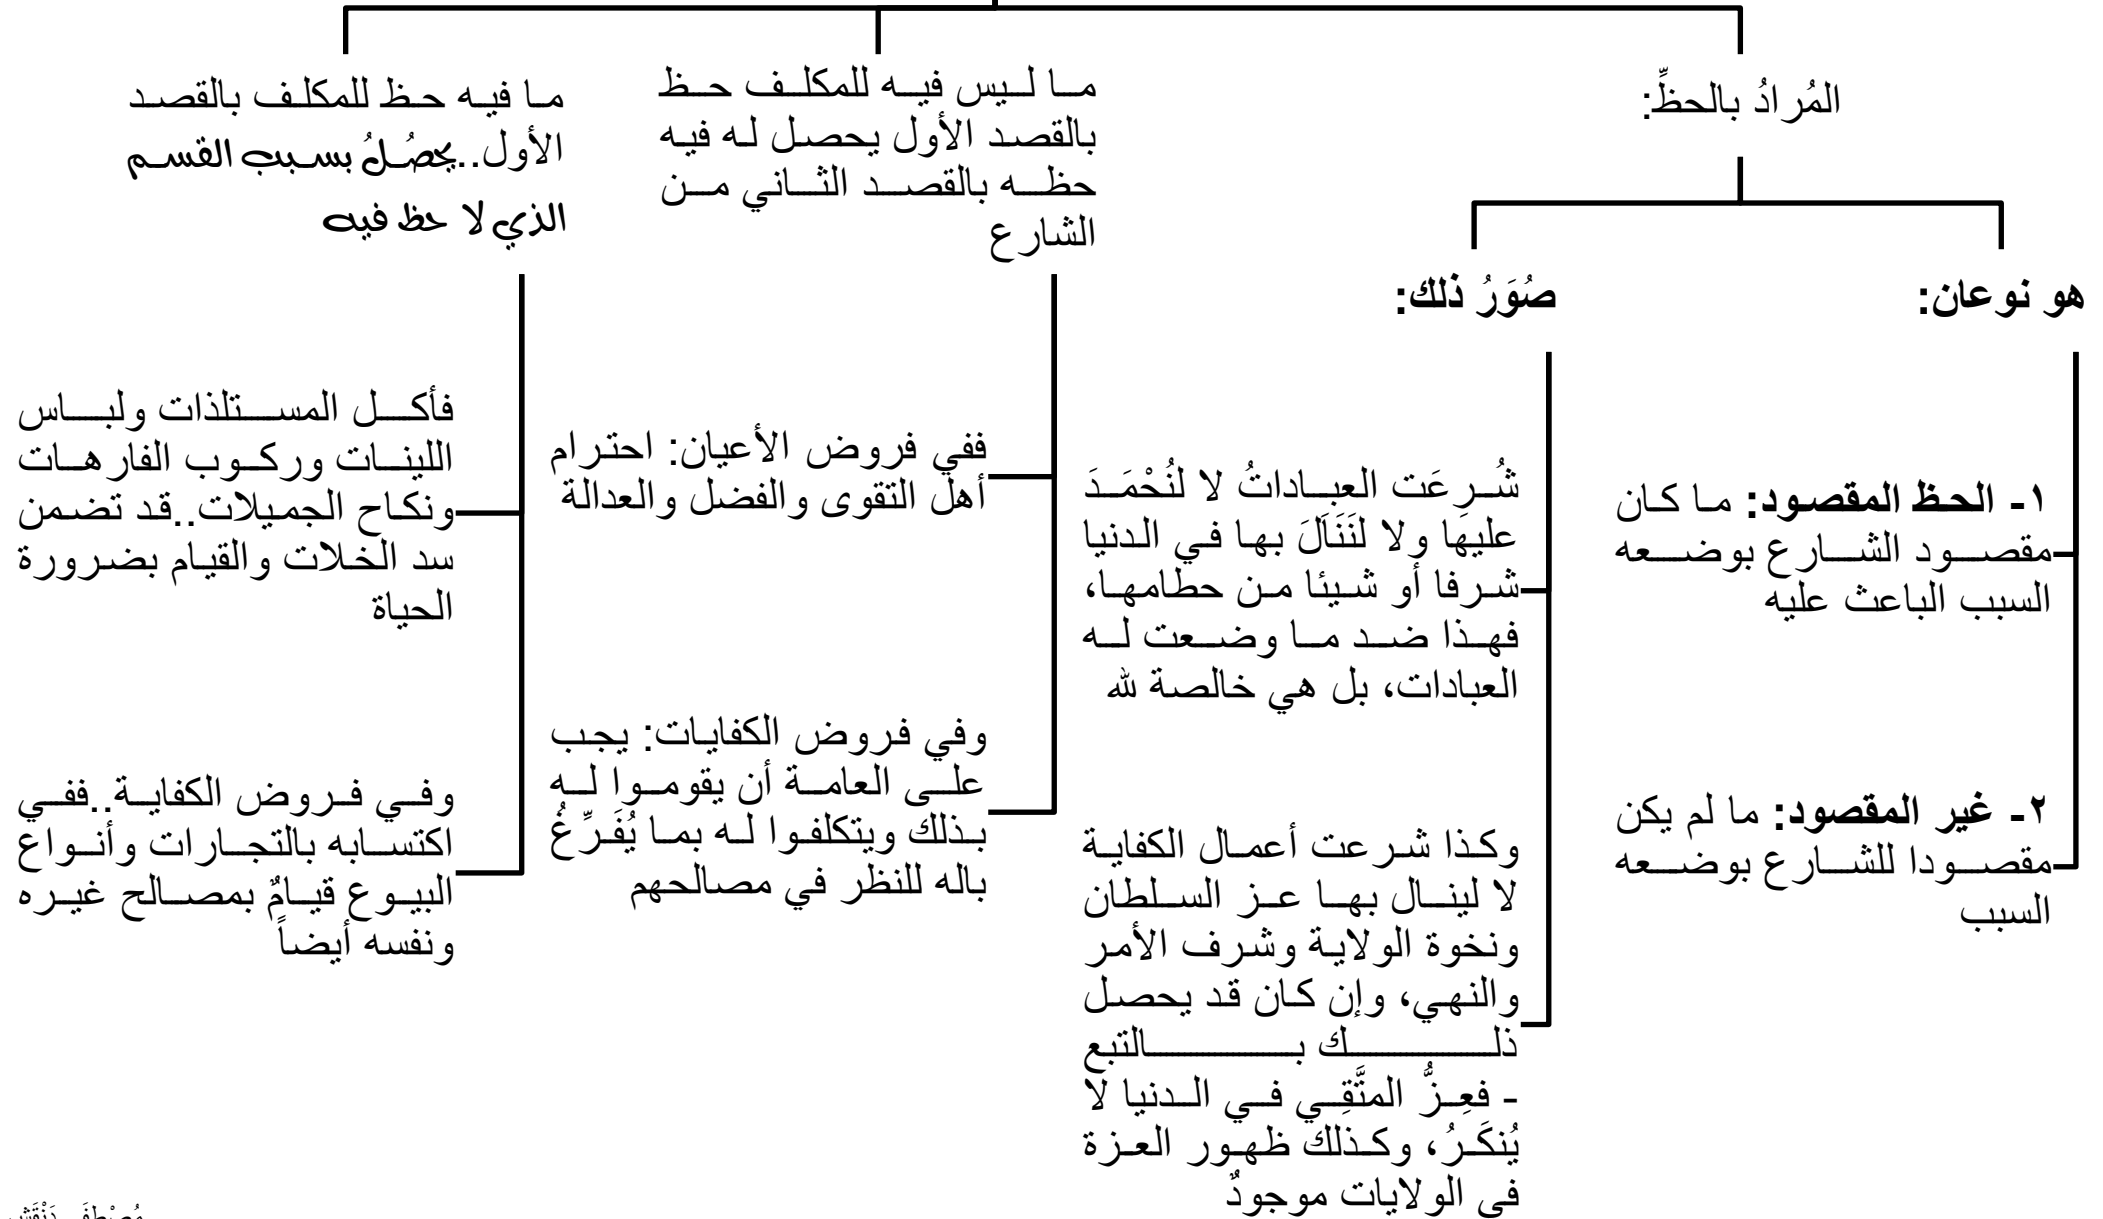 المُرادُ بالحظِّ:
هو نوعان:
١- الحظ المقصود: ما كان
مقصود الشارع بوضعه
السبب الباعث عليه
٢- غير المقصود: ما لم يكن
مقصودا للشارع بوضعه
السبب
صُوَرُ ذلك:
شُرِعَت العباداتُ لا لنُحْمَدَ
عليها ولا لنَنَالَ بها في الدنيا
شرفا أو شيئا من حطامها،
فهذا ضد ما وضعت له
العبادات، بل هي خالصة لله
وكذا شرعت أعمال الكفاية
لا لينال بها عز السلطان
ونخوة الولاية وشرف الأمر
والنهي، وإن كان قد يحصل
ذلك بالتبع
- فعِزُّ المتَّقِي في الدنيا لا
يُنكَرُ، وكذلك ظهور العزة
في الولايات موجودٌ
ما ليس فيه للمكلف حظ
بالقصد الأول يحصل له فيه
حظه بالقصد الثاني من
الشارع
ففي فروض الأعيان: احترام
أهل التقوى والفضل والعدالة
وفي فروض الكفايات: يجب
على العامة أن يقوموا له
بذلك ويتكلفوا له بما يُفَرِّغُ
باله للنظر في مصالحهم
ما فيه حظ للمكلف بالقصد
الأول..يحصُلُ بسبب القسم
الذي لا حظ فيه
فأكل المستلذات ولباس
اللينات وركوب الفارهات
ونكاح الجميلات..قد تضمن
سد الخلات والقيام بضرورة
الحياة
وفي فروض الكفاية..ففي
اكتسابه بالتجارات وأنواع
البيوع قيامٌ بمصالح غيره
ونفسه أيضاً
مُصْطفَى دَنْقَش